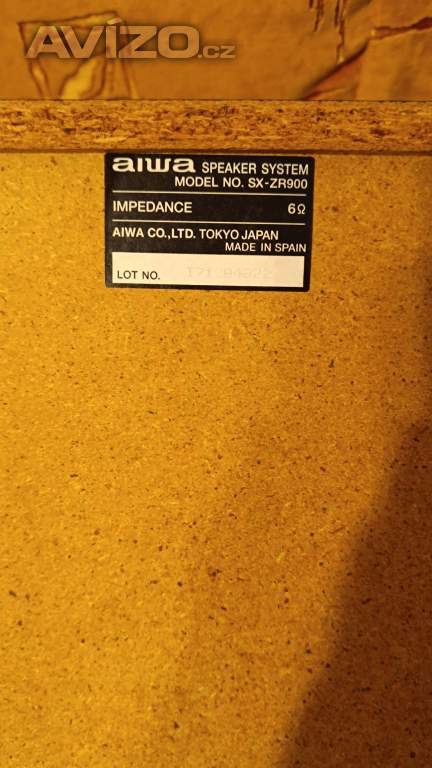 AVÍZO.cz
aiwa SPEAKER SYSTEM
MODEL NO. SX-ZR900
IMPEDANCE 6Ω
AIWA CO.,LTD. TOKYO JAPAN
MADE IN SPAIN
LOT NO.